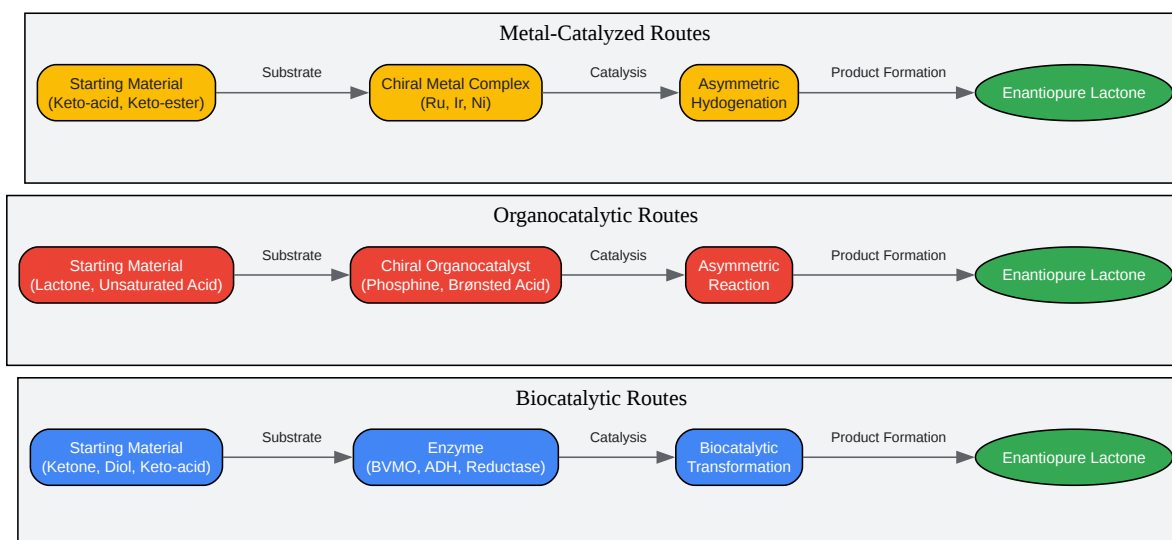 Metal-Catalyzed Routes
Substrate
Catalysis
Product Formation
Starting Material
(Keto-acid, Keto-ester)
Chiral Metal Complex
(Ru, Ir, Ni)
Asymmetric
Hydogenation
Enantiopure Lactone
Organocatalytic Routes
Substrate
Catalysis
Product Formation
Starting Material
(Lactone, Unsaturated Acid)
Chiral Organocatalyst
(Phosphine, Brønsted Acid)
Asymmetric
Reaction
Enantiopure Lactone
Biocatalytic Routes
Substrate
Catalysis
Product Formation
Starting Material
(Ketone, Diol, Keto-acid)
Enzyme
(BVMO, ADH, Reductase)
Biocatalytic
Transformation
Enantiopure Lactone